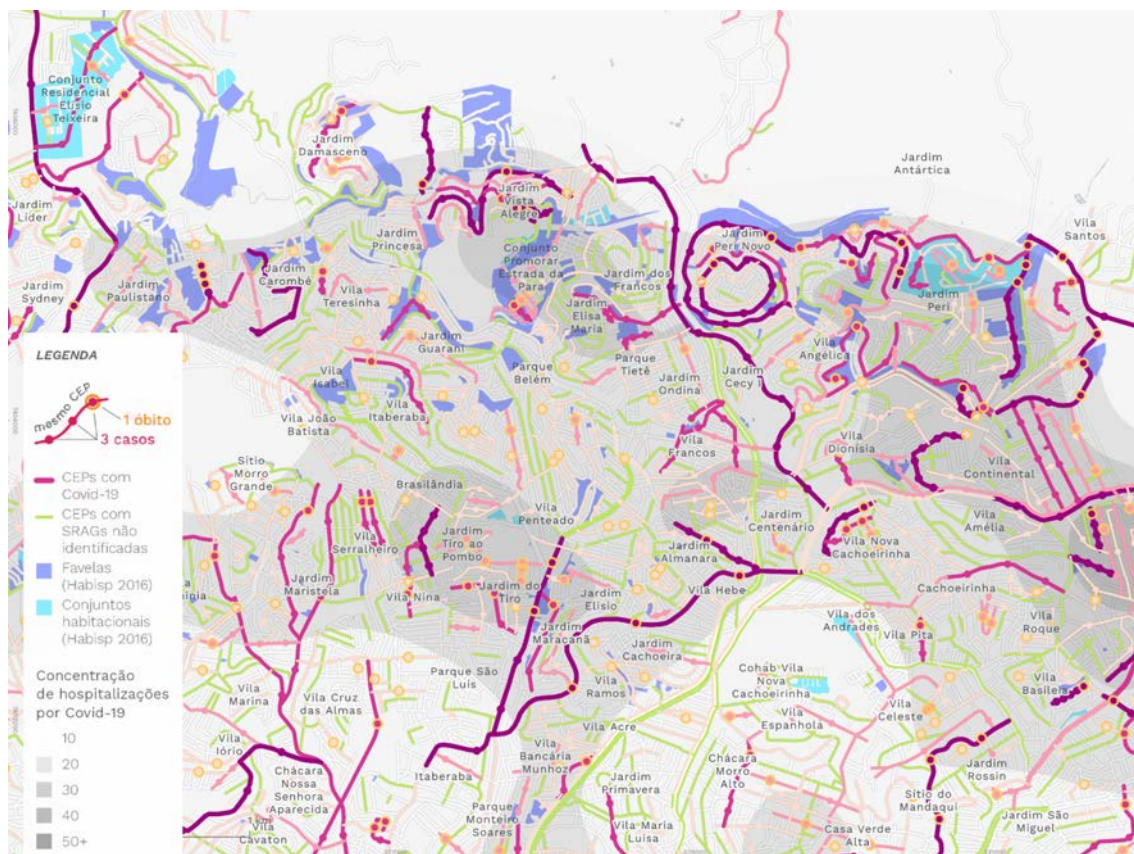 Conjunto
Residencial
Elísio
Teixeira
Jardim
Damasceno
Jardim
Antártica
Jardim
Líder
Jardim
Vista
Alegre
Vila
Santos
Jardim
Princesa
Jardim
Peri Novo
Conjunto
Promorar
Estrada da
Parada
Jardim dos
Francos
Jardim
Sydney
Jardim
Paulistano
Jardim
Carombé
Vila
Teresinha
Jardim
Elisa
Maria
Jardim
Peri
Jardim
Guarani
Vila
Angélica
Parque
Tietê
Parque
Belém
Jardim
Cecy I
Jardim
Ondina
Vila
Isabel
Vila
Itaberaba
Vila João
Batista
Vila
Francos
Vila
Dionísia
Vila
Continental
Sítio
Morro
Grande
Brasilândia
Vila
Penteado
Jardim
Centenário
Vila
Amélia
Vila
Serralheiro
Jardim
Tiro ao
Pombo
Jardim
Almanara
Vila Nova
Cachoeirinha
Jardim
Maristela
Vila Nina
Jardim do
Tiro
Jardim
Elísio
Vila Hebe
Cachoeirinha
Vila dos
Andrades
Vila Pita
Vila
Roque
Jardim
Maracanã
Jardim
Cachoeira
Parque São
Luís
Vila
Ramos
Cohab Vila
Nova
Cachoeirinha
Vila
Basileia
Vila
Marina
Vila Cruz
das Almas
Vila
Celeste
Vila
Espanhola
Vila Acre
Vila
Iório
Vila
Bancária
Munhoz
Chácara
Morro
Alto
Jardim
Rossin
Chácara
Nossa
Senhora
Aparecida
Itaberaba
Jardim
Primavera
Sítio do
Mandaqui
Parque
Monteiro
Soares
Vila
Cavaton
Vila Maria
Luisa
Casa Verde
Alta
Jardim São
Miguel
LEGENDA
mesmo CEP
1 óbito
3 casos
CEPs com
Covid-19
CEPs com
SRAGs não
identificadas
Favelas
(Habisp 2016)
Conjuntos
habitacionais
(Habisp 2016)
Concentração
de hospitalizações
por Covid-19
10
20
30
40
50+